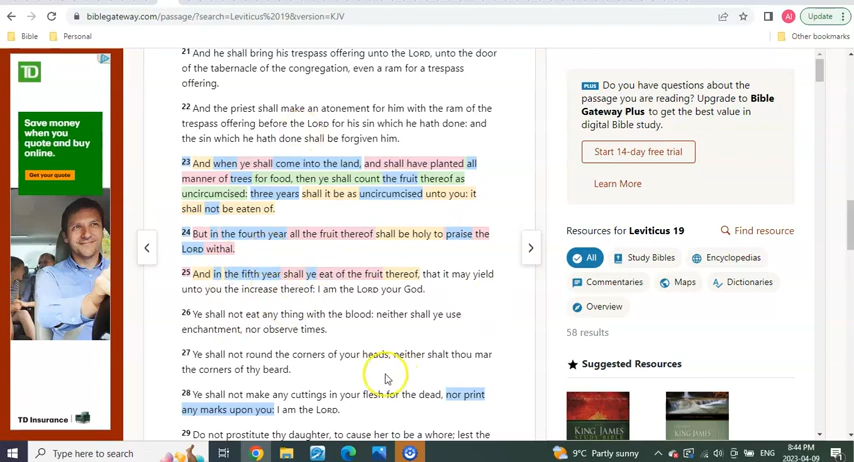 biblegateway.com/passage/?search=Leviticus%2019&version=KJV
AI
Update
Bible
Personal
Other bookmarks
TD
Save money
when you
quote and buy
online.
Get your quote
TD Insurance
21 And he shall bring his trespass offering unto the LORD, unto the door
of the tabernacle of the congregation, even a ram for a trespass
offering.
22 And the priest shall make an atonement for him with the ram of the
trespass offering before the LORD for his sin which he hath done: and
the sin which he hath done shall be forgiven him.
23 And when ye shall come into the land, and shall have planted all
manner of trees for food, then ye shall count the fruit thereof as
uncircumcised: three years shall it be as uncircumcised unto you: it
shall not be eaten of.
24 But in the fourth year all the fruit thereof shall be holy to praise the
LORD withal.
25 And in the fifth year shall ye eat of the fruit thereof, that it may yield
unto you the increase thereof: I am the LORD your God.
26 Ye shall not eat any thing with the blood: neither shall ye use
enchantment, nor observe times.
27 Ye shall not round the corners of your heads, neither shalt thou mar
the corners of thy beard.
28 Ye shall not make any cuttings in your flesh for the dead, nor print
any marks upon you: I am the LORD.
29 Do not prostitute thy daughter, to cause her to be a whore; lest the
PLUS Do you have questions about the
passage you are reading? Upgrade to Bible
Gateway Plus to get the best value in
digital Bible study.
Start 14-day free trial
Learn More
Resources for Leviticus 19
Find resource
All
Study Bibles
Encyclopedias
Commentaries
Maps
Dictionaries
Overview
58 results
Suggested Resources
KING JAMES
Type here to search
9°C Partly sunny
ENG
8:44 PM
2023-04-09